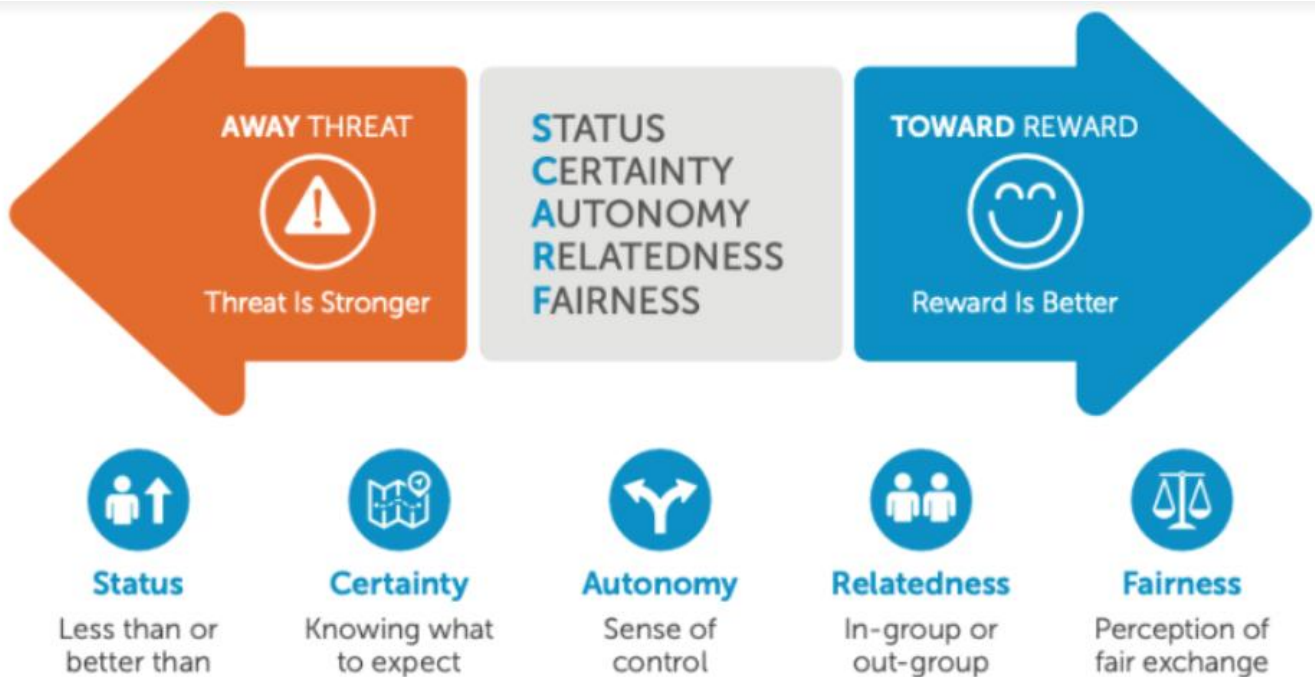 AWAY THREAT
Threat Is Stronger
STATUS
CERTAINTY
AUTONOMY
RELATEDNESS
FAIRNESS
TOWARD REWARD
Reward Is Better
Status
Less than or
better than
Certainty
Knowing what
to expect
Autonomy
Sense of
control
Relatedness
In-group or
out-group
Fairness
Perception of
fair exchange